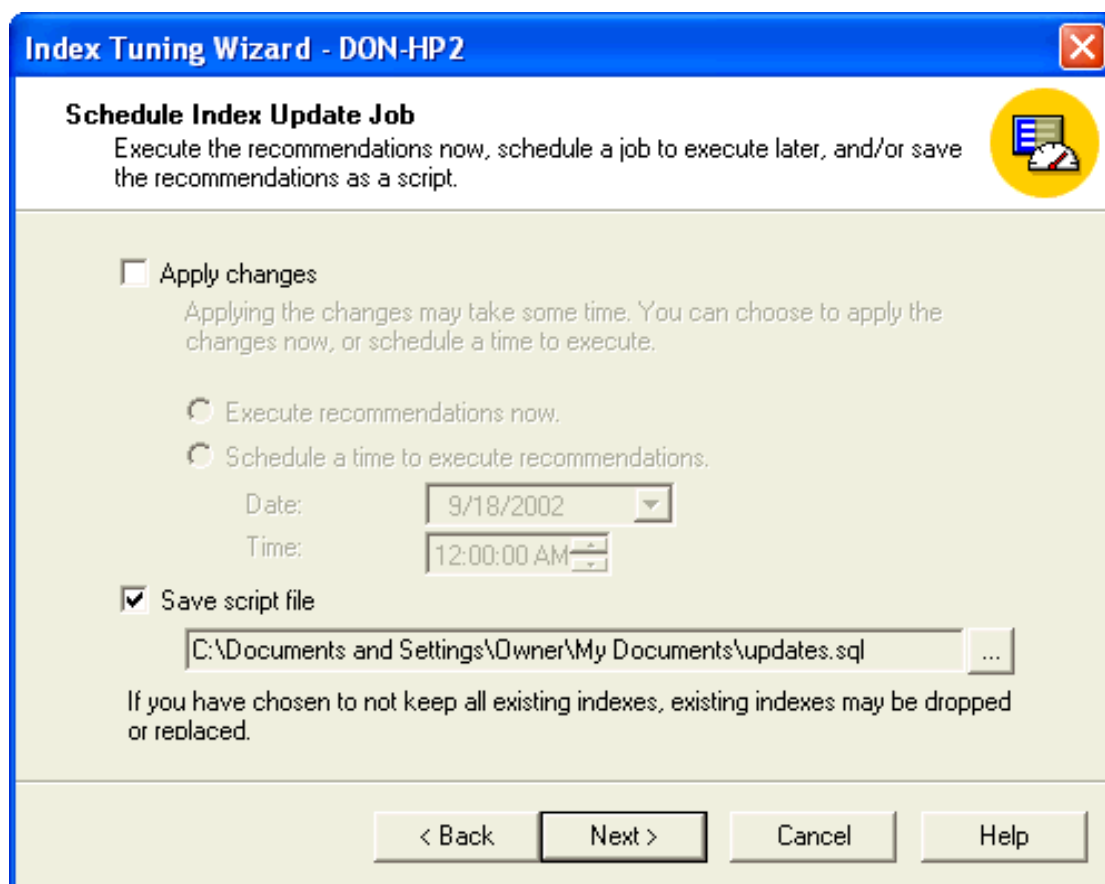 Index Tuning Wizard - DON-HP2
Schedule Index Update Job
Execute the recommendations now, schedule a job to execute later, and/or save
the recommendations as a script.
Apply changes
Applying the changes may take some time. You can choose to apply the
changes now, or schedule a time to execute.
Execute recommendations now.
Schedule a time to execute recommendations.
Date: 9/18/2002
Time: 12:00:00 AM
Save script file
C:\Documents and Settings\Owner\My Documents\updates.sql ...
If you have chosen to not keep all existing indexes, existing indexes may be dropped
or replaced.
< Back Next > Cancel Help